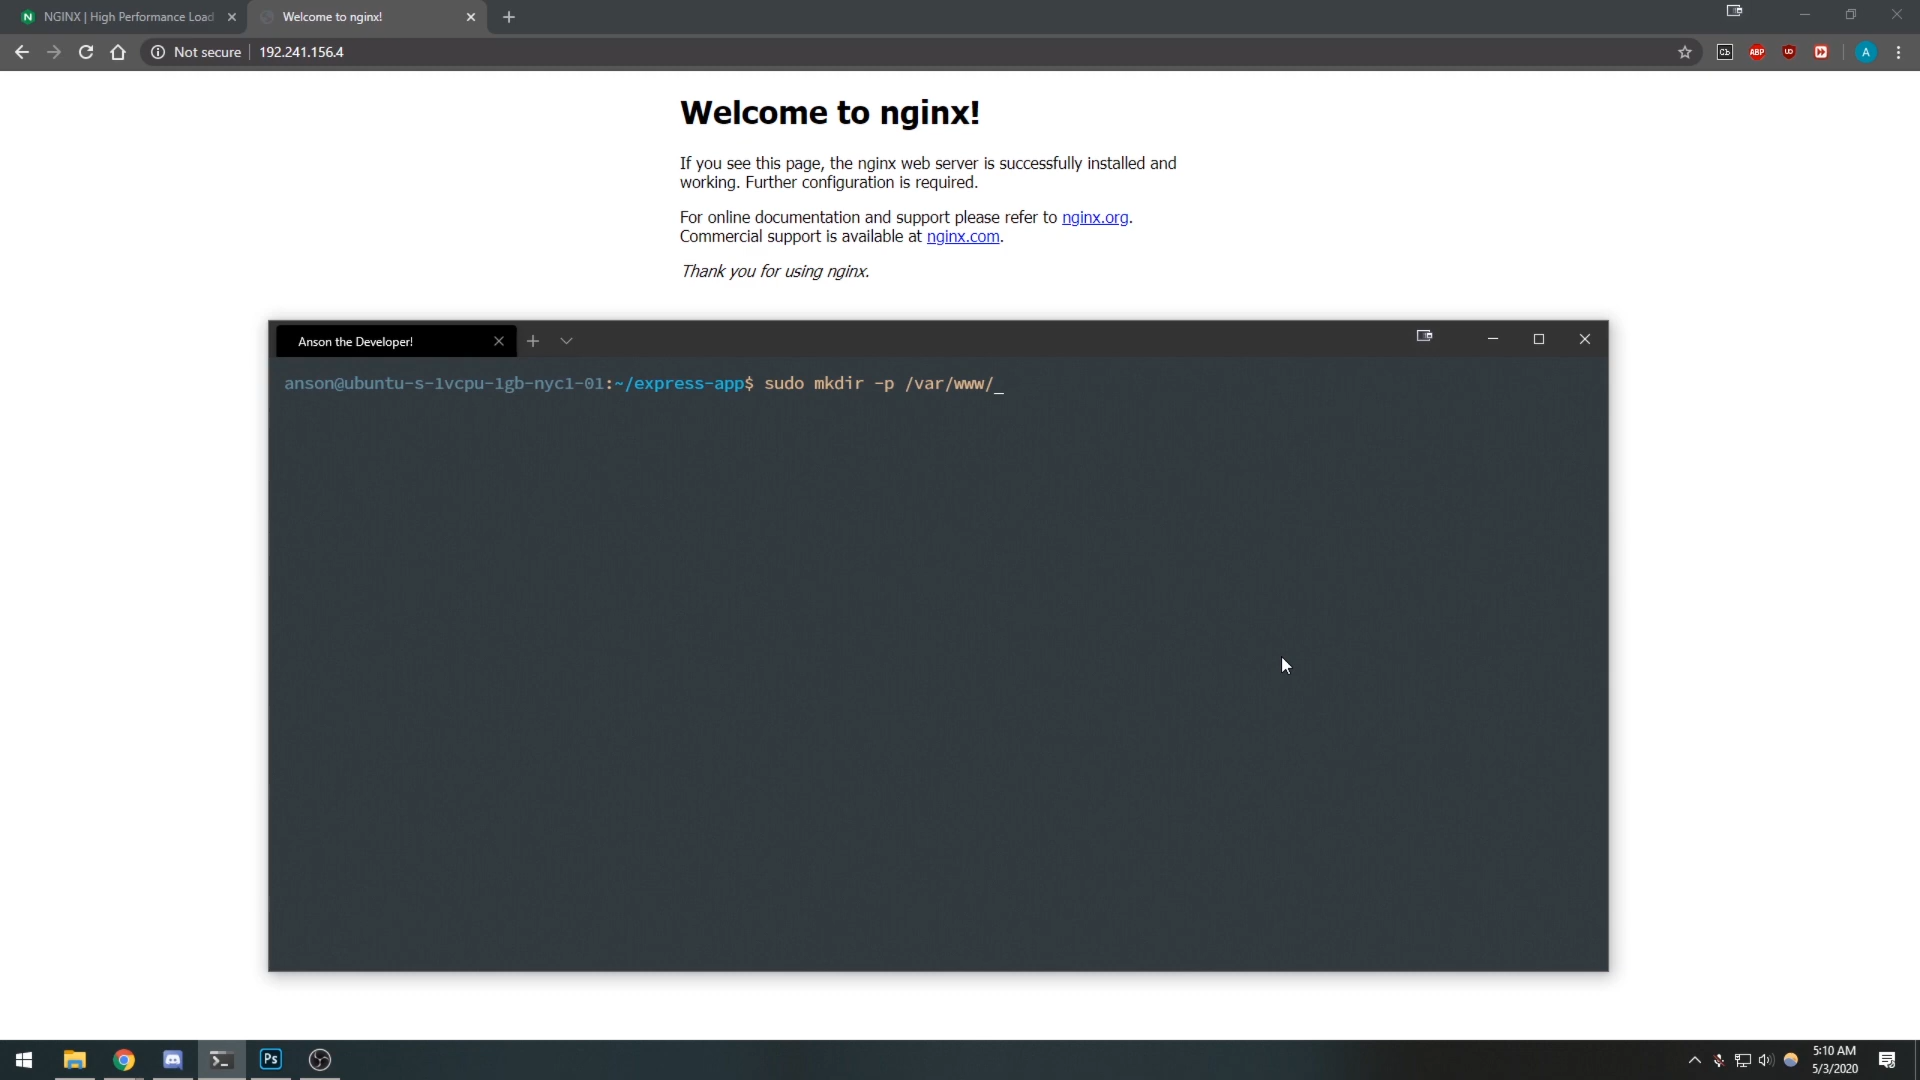 NGINX | High Performance Load
Welcome to nginx!
Not secure
192.241.156.4
ABP
A
Welcome to nginx!
If you see this page, the nginx web server is successfully installed and
working. Further configuration is required.
For online documentation and support please refer to nginx.org.
Commercial support is available at nginx.com.
Thank you for using nginx.
Anson the Developer!
anson@ubuntu-s-1vcpu-1gb-nyc1-01:~/express-app$ sudo mkdir -p /var/www/_
Ps
5:10 AM
5/3/2020